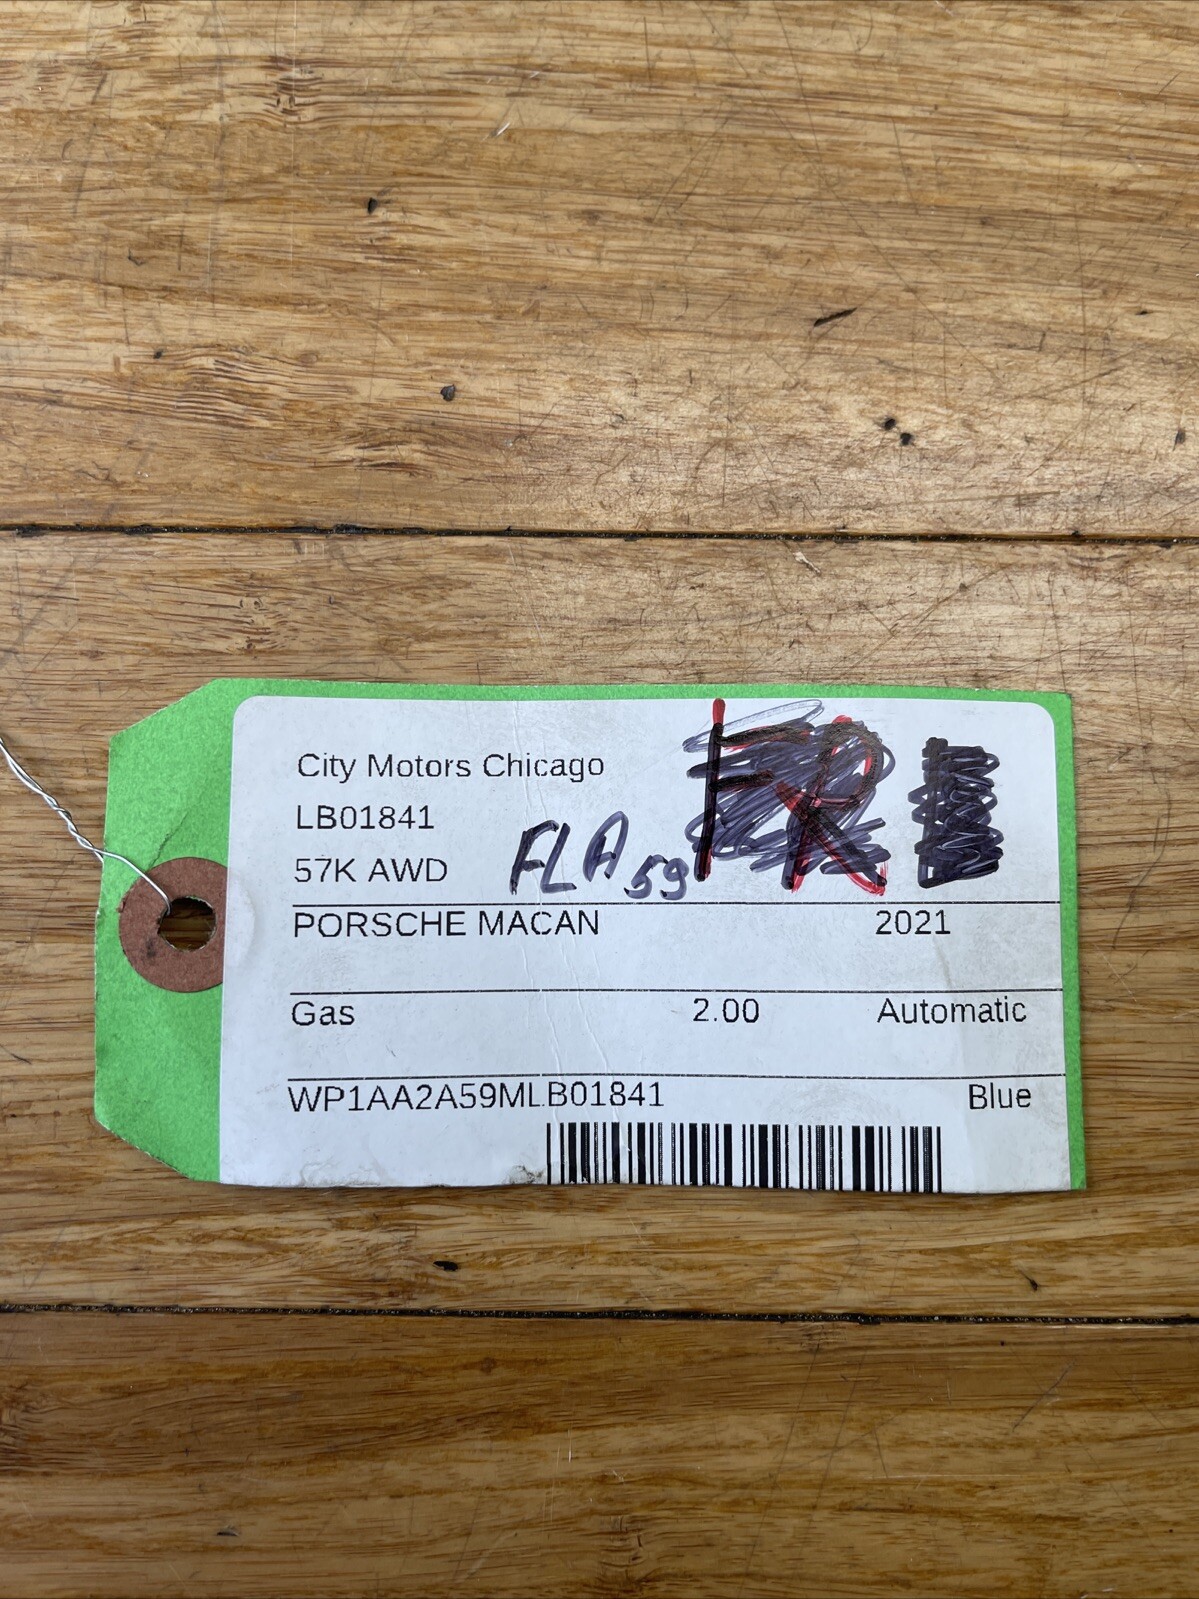 City Motors Chicago
LB01841
57K AWD
FLA 59
FR
PORSCHE MACAN 2021
Gas 2.00 Automatic
WP1AA2A59MLB01841 Blue